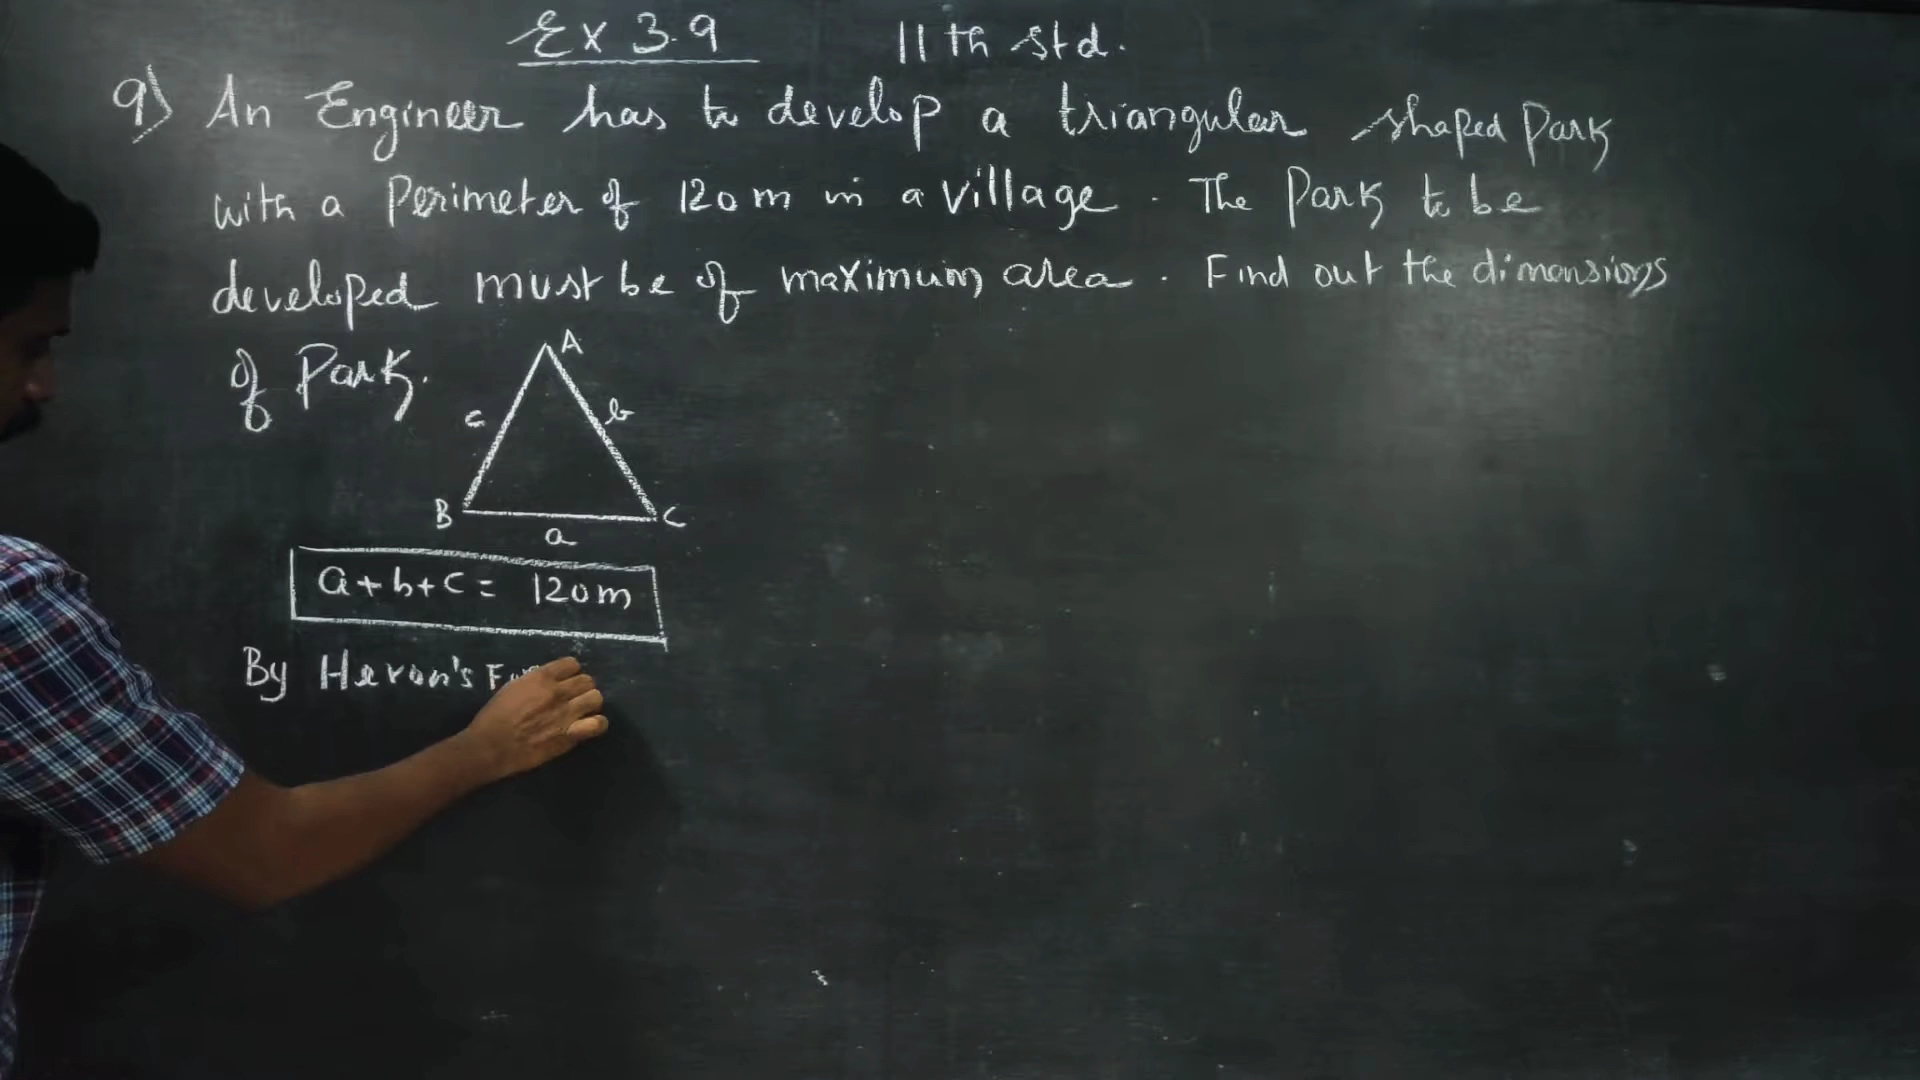 Ex 3.9 11th std.
9) An Engineer has to develop a triangular shaped Park
with a Perimeter of 120 m in a village. The Park to be
developed must be of maximum area. Find out the dimensions
of Park.
A
c b
B C
a
a+b+c = 120m
By Heron's